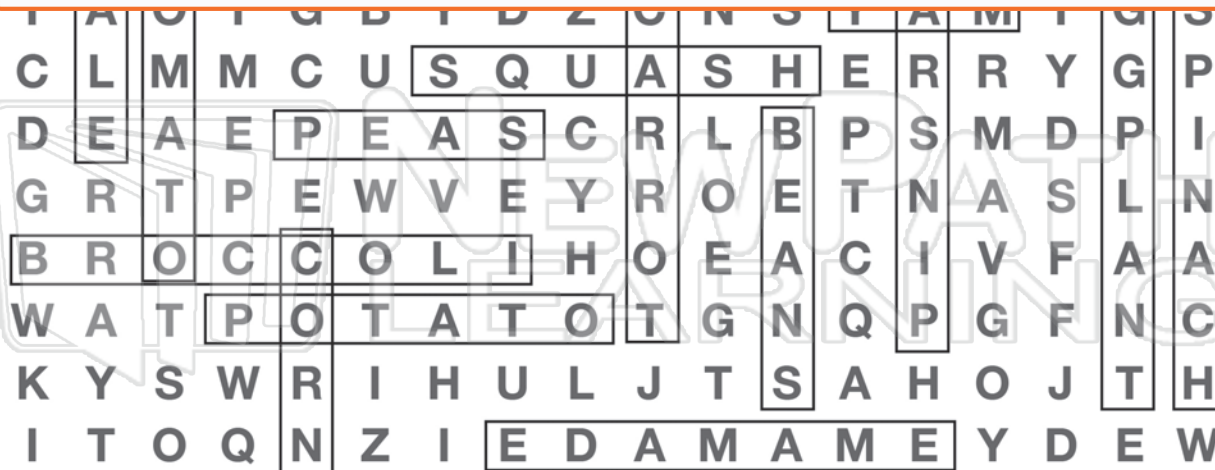 I A O I G B Y D Z C N S Y A M I G S
C L M M C U S Q U A S H E R R Y G P
D E A E P E A S C R L B P S M D P I
G R T P E W V E Y R O E T N A S L N
B R O C C O L I H O E A C I V F A A
W A T P O T A T O T G N Q P G F N C
K Y S W R I H U L J T S A H O J T H
I T O Q N Z I E D A M A M E Y D E W
NEWPATH
LEARNING